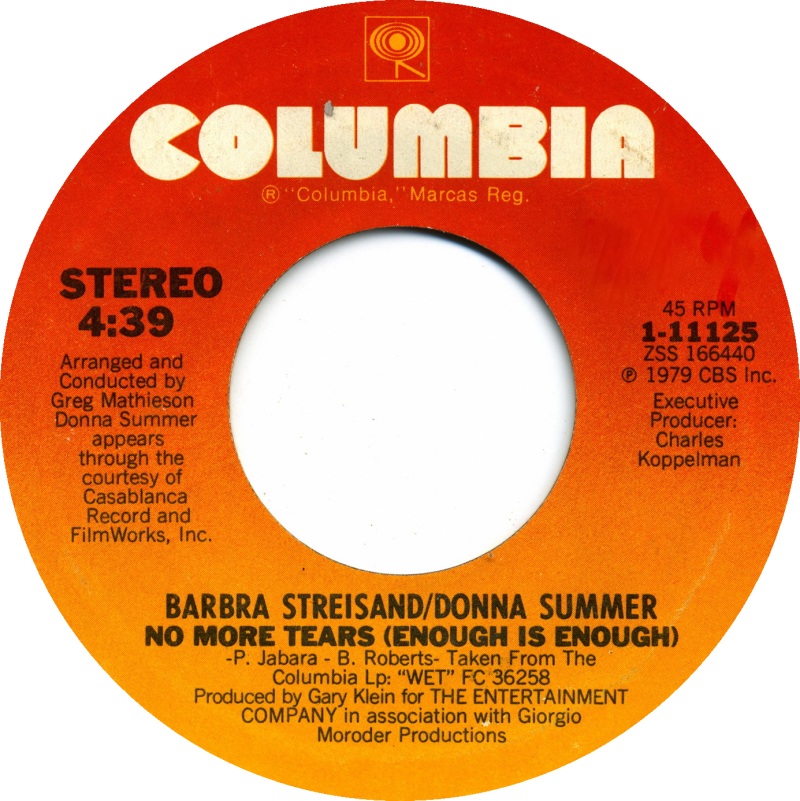 COLUMBIA
® "Columbia," Marcas Reg.
STEREO
4:39
Arranged and
Conducted by
Greg Mathieson
Donna Summer
appears
through the
courtesy of
Casablanca
Record and
FilmWorks, Inc.
45 RPM
1-11125
ZSS 166440
℗ 1979 CBS Inc.
Executive
Producer:
Charles
Koppelman
BARBRA STREISAND/DONNA SUMMER
NO MORE TEARS (ENOUGH IS ENOUGH)
-P. Jabara - B. Roberts- Taken From The
Columbia Lp: "WET" FC 36258
Produced by Gary Klein for THE ENTERTAINMENT
COMPANY in association with Giorgio
Moroder Productions